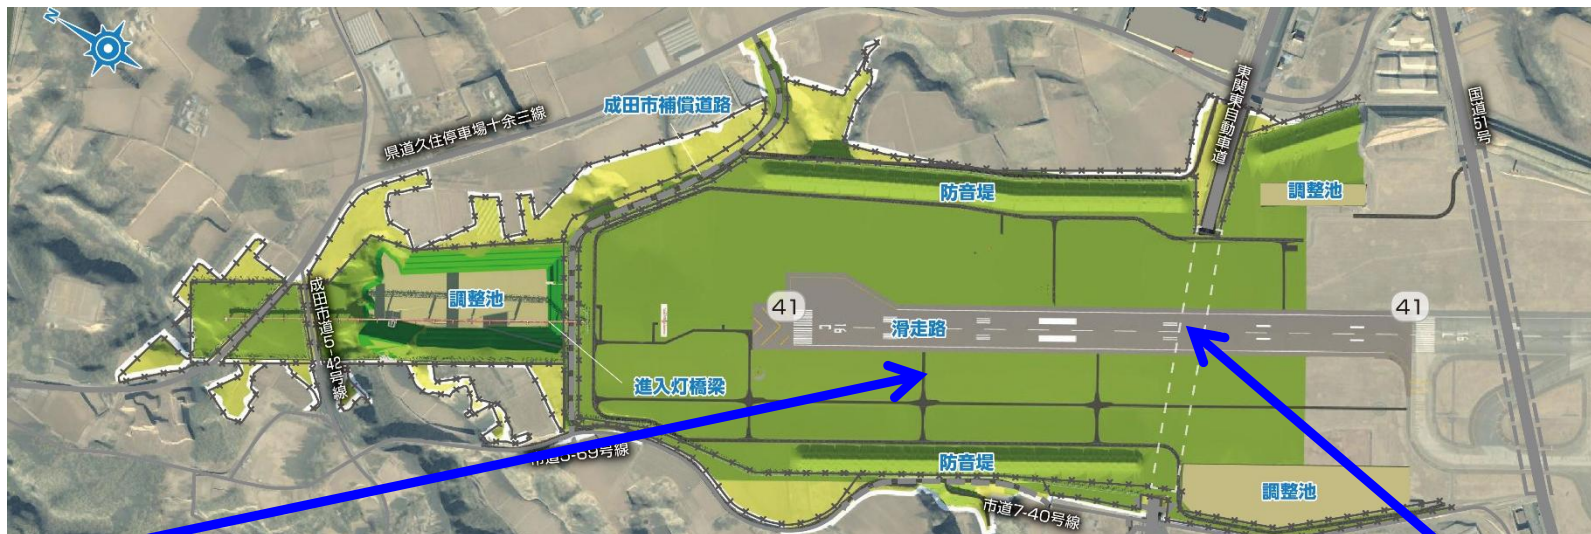 N
成田市補償道路
県道久住停車場十余三線
東関東自動車道
国道51号
防音堤
調整池
調整池
成田市道5-42号線
41
16L
滑走路
41
進入灯橋梁
市道5-69号線
防音堤
調整池
市道7-40号線